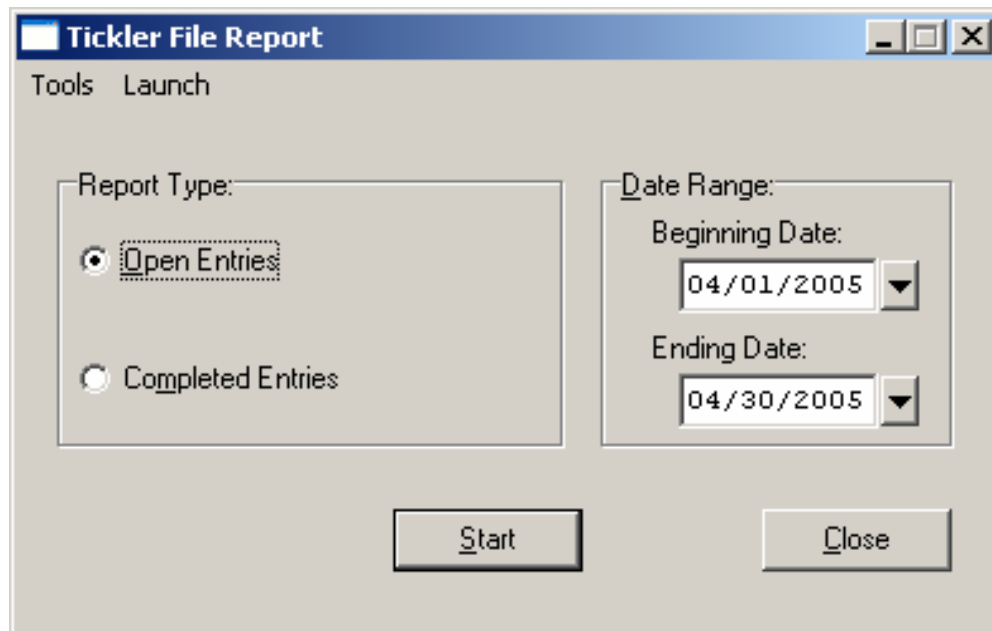 Tickler File Report
Tools Launch
Report Type:
Open Entries
Completed Entries
Date Range:
Beginning Date:
04/01/2005
Ending Date:
04/30/2005
Start
Close